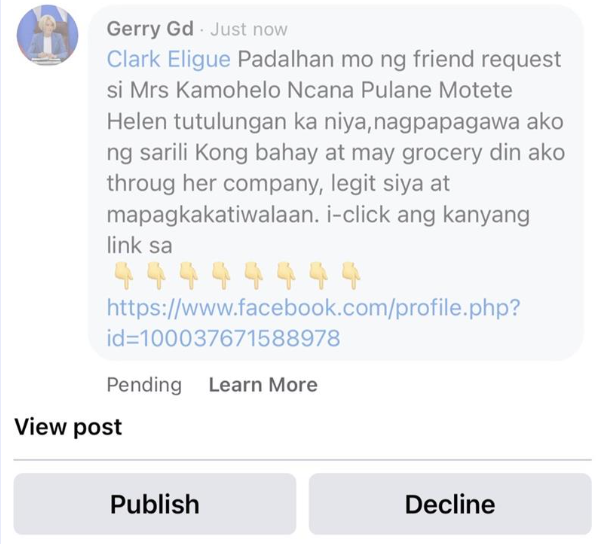 Gerry Gd · Just now
Clark Eligue Padalhan mo ng friend request
si Mrs Kamohelo Ncana Pulane Motete
Helen tutulungan ka niya,nagpapagawa ako
ng sarili Kong bahay at may grocery din ako
throug her company, legit siya at
mapagkakatiwalaan. i-click ang kanyang
link sa
👇👇👇👇👇👇👇👇
https://www.facebook.com/profile.php?
id=100037671588978
Pending Learn More
View post
Publish Decline